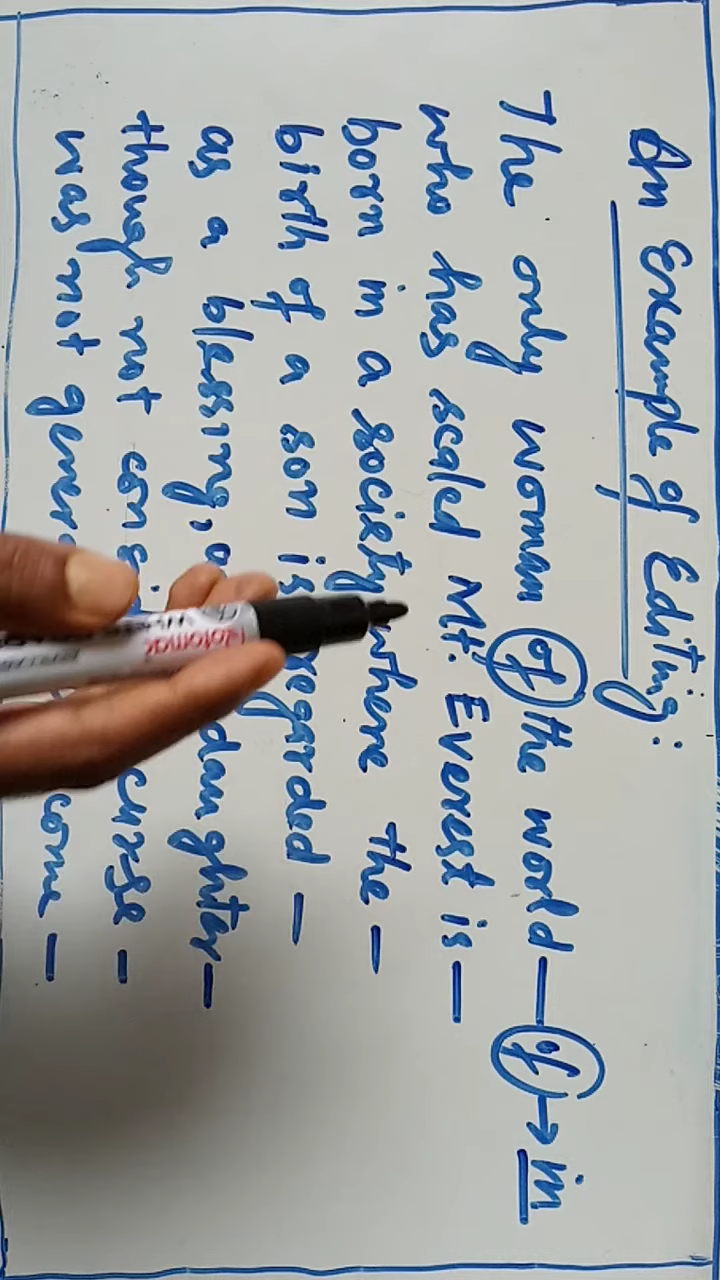 An Example of Editing:
The only woman of the world — of → in
who has scaled Mt. Everest is —
born in a society where the —
birth of a son is regarded —
as a blessing, daughter —
though not curse —
was not come —
Rotomac